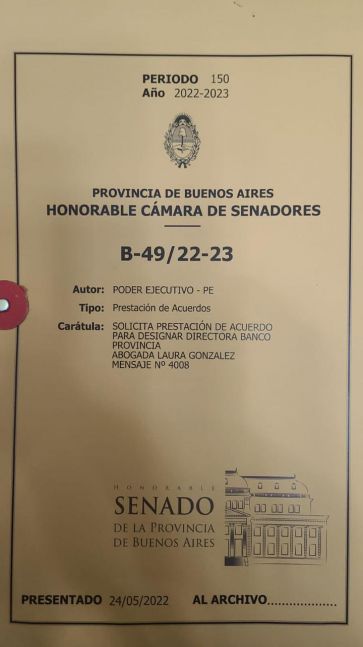 PERIODO 150
Año 2022-2023
PROVINCIA DE BUENOS AIRES
HONORABLE CÁMARA DE SENADORES
B-49/22-23
Autor: PODER EJECUTIVO - PE
Tipo: Prestación de Acuerdos
Carátula: SOLICITA PRESTACIÓN DE ACUERDO
PARA DESIGNAR DIRECTORA BANCO
PROVINCIA
ABOGADA LAURA GONZALEZ
MENSAJE Nº 4008
HONORABLE
SENADO
DE LA PROVINCIA
DE BUENOS AIRES
PRESENTADO 24/05/2022 AL ARCHIVO...................